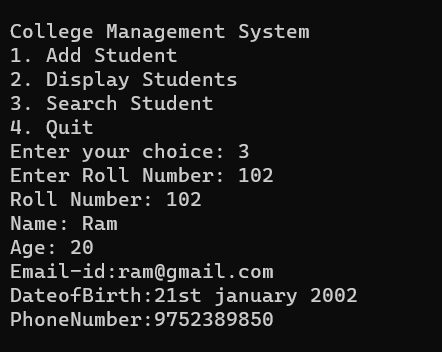 College Management System
1. Add Student
2. Display Students
3. Search Student
4. Quit
Enter your choice: 3
Enter Roll Number: 102
Roll Number: 102
Name: Ram
Age: 20
Email-id:ram@gmail.com
DateofBirth:21st january 2002
PhoneNumber:9752389850